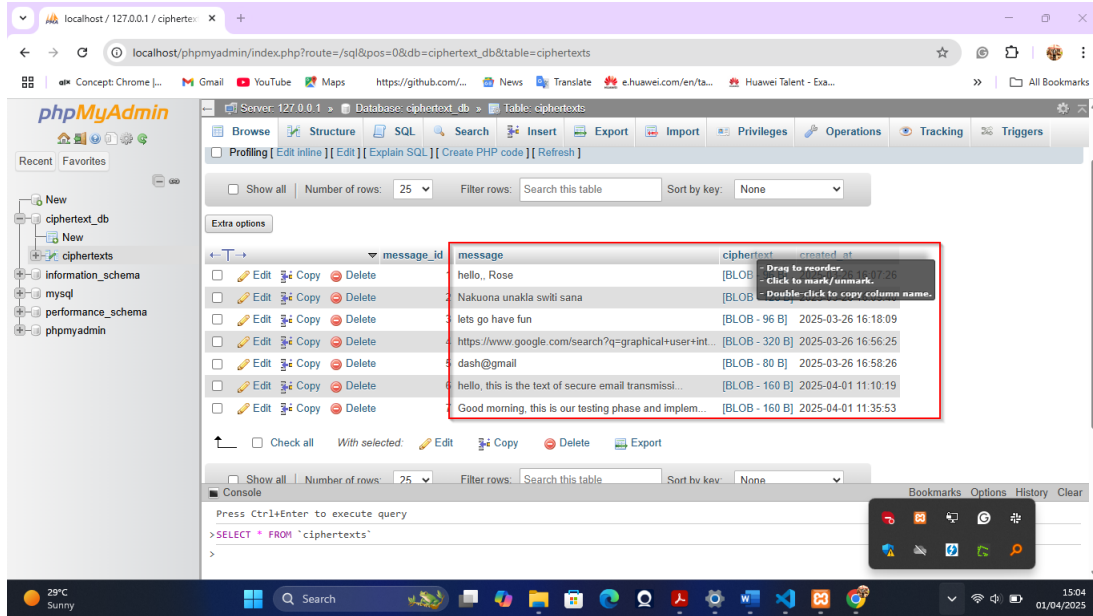 localhost / 127.0.0.1 / ciphertex
localhost/phpmyadmin/index.php?route=/sql&pos=0&db=ciphertext_db&table=ciphertexts
alx Concept: Chrome |... Gmail YouTube Maps https://github.com/... News Translate e.huawei.com/en/ta... Huawei Talent - Exa... » All Bookmarks
phpMyAdmin
Recent Favorites
New
ciphertext_db
New
ciphertexts
information_schema
mysql
performance_schema
phpmyadmin
Server: 127.0.0.1 » Database: ciphertext_db » Table: ciphertexts
Browse Structure SQL Search Insert Export Import Privileges Operations Tracking Triggers
Profiling [ Edit inline ] [ Edit ] [ Explain SQL ] [ Create PHP code ] [ Refresh ]
Show all Number of rows: 25 Filter rows: Search this table Sort by key: None
Extra options
message_id message ciphertext created_at
Edit Copy Delete 1 hello,, Rose [BLOB
Edit Copy Delete 2 Nakuona unakla switi sana [BLOB
- Drag to reorder.
- Click to mark/unmark.
- Double-click to copy column name.
Edit Copy Delete 3 lets go have fun [BLOB - 96 B] 2025-03-26 16:18:09
Edit Copy Delete 4 https://www.google.com/search?q=graphical+user+int... [BLOB - 320 B] 2025-03-26 16:56:25
Edit Copy Delete 5 dash@gmail [BLOB - 80 B] 2025-03-26 16:58:26
Edit Copy Delete 6 hello, this is the text of secure email transmissi... [BLOB - 160 B] 2025-04-01 11:10:19
Edit Copy Delete 7 Good morning, this is our testing phase and implem... [BLOB - 160 B] 2025-04-01 11:35:53
Check all With selected: Edit Copy Delete Export
Show all Number of rows: 25 Filter rows: Search this table Sort by key: None
Console Bookmarks Options History Clear
Press Ctrl+Enter to execute query
>SELECT * FROM `ciphertexts`
>
29°C
Sunny
Search
15:04
01/04/2025